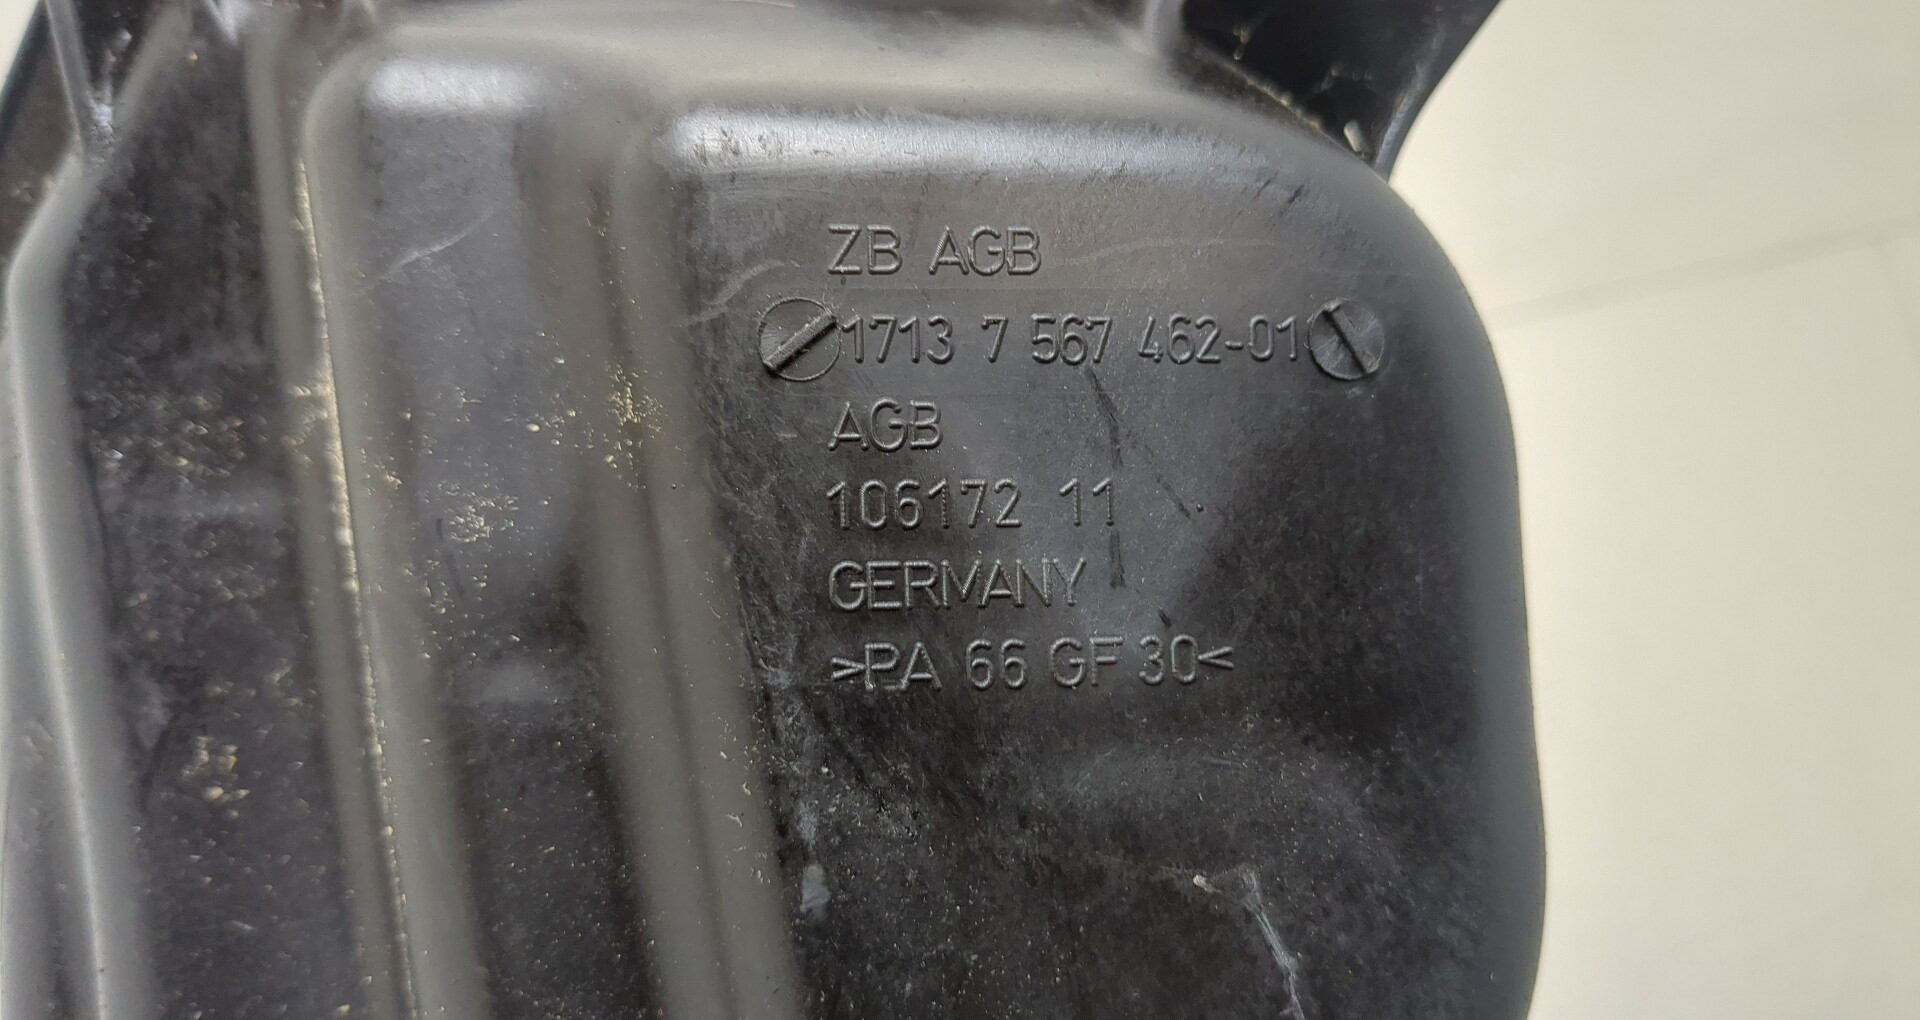 ZB AGB
1713 7 567 462-01
AGB
106172 11
GERMANY
>PA 66 GF 30<